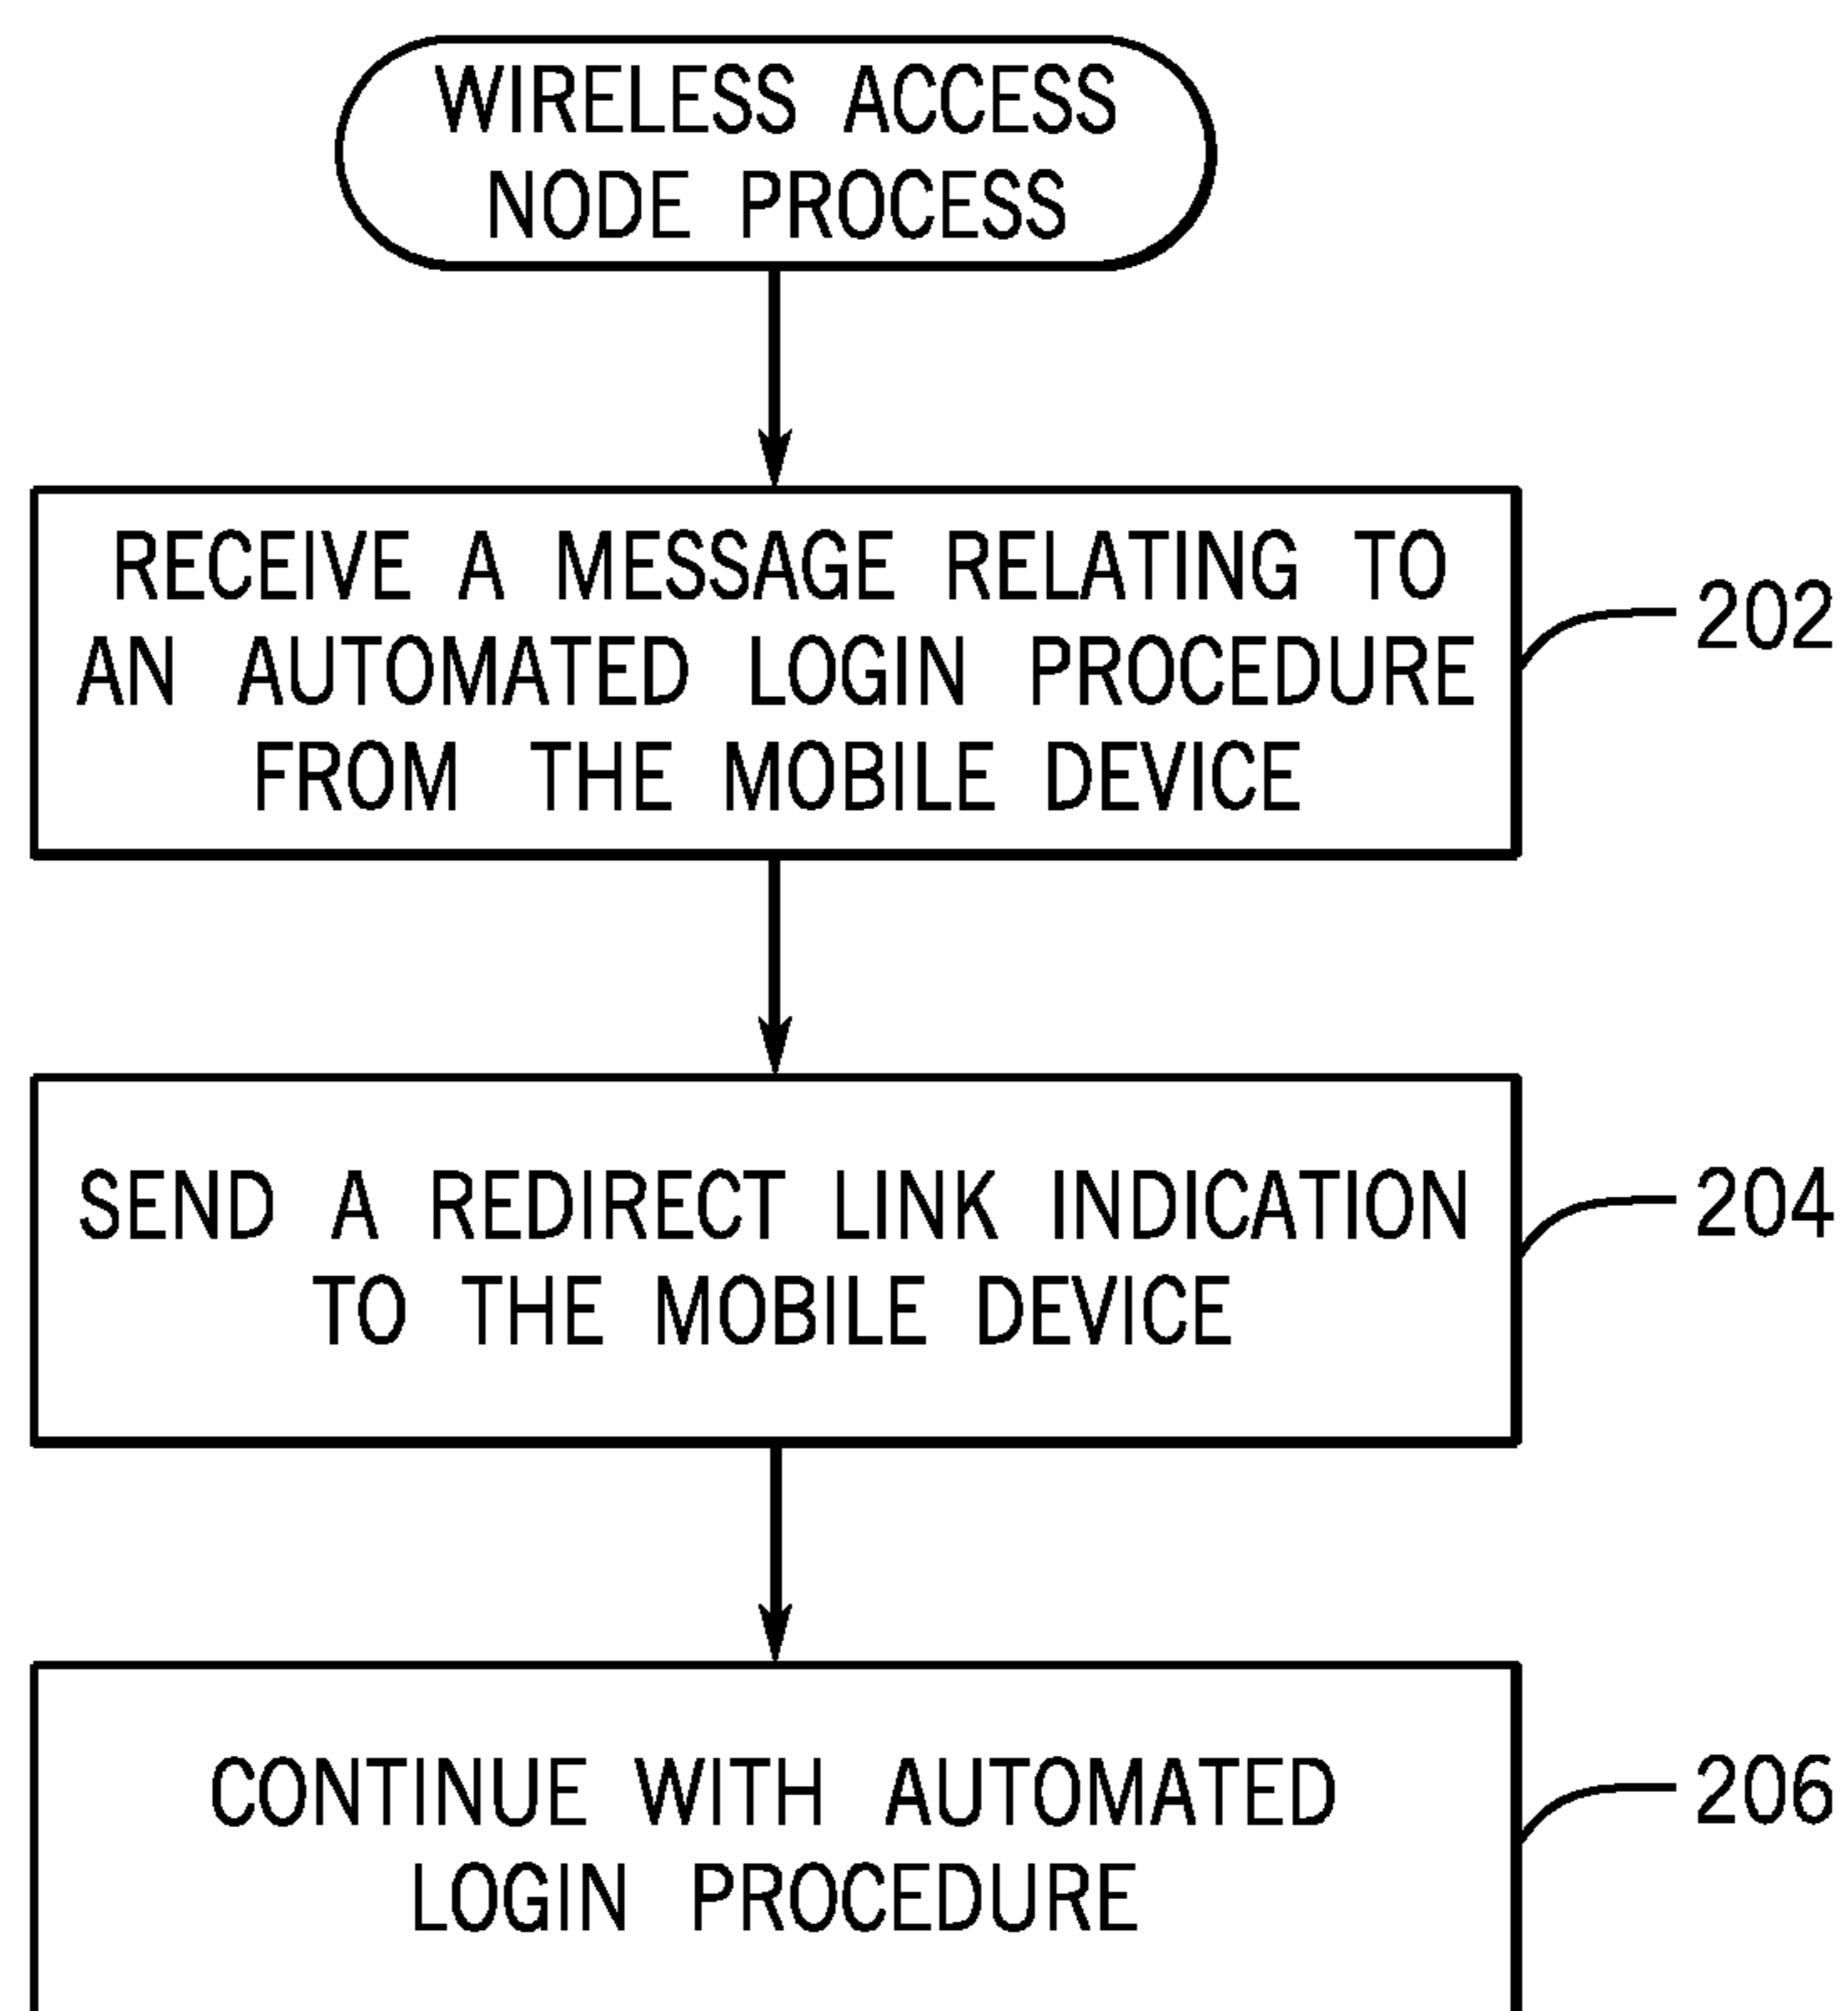 WIRELESS ACCESS
NODE PROCESS
RECEIVE A MESSAGE RELATING TO
AN AUTOMATED LOGIN PROCEDURE
FROM THE MOBILE DEVICE
202
SEND A REDIRECT LINK INDICATION
TO THE MOBILE DEVICE
204
CONTINUE WITH AUTOMATED
LOGIN PROCEDURE
206